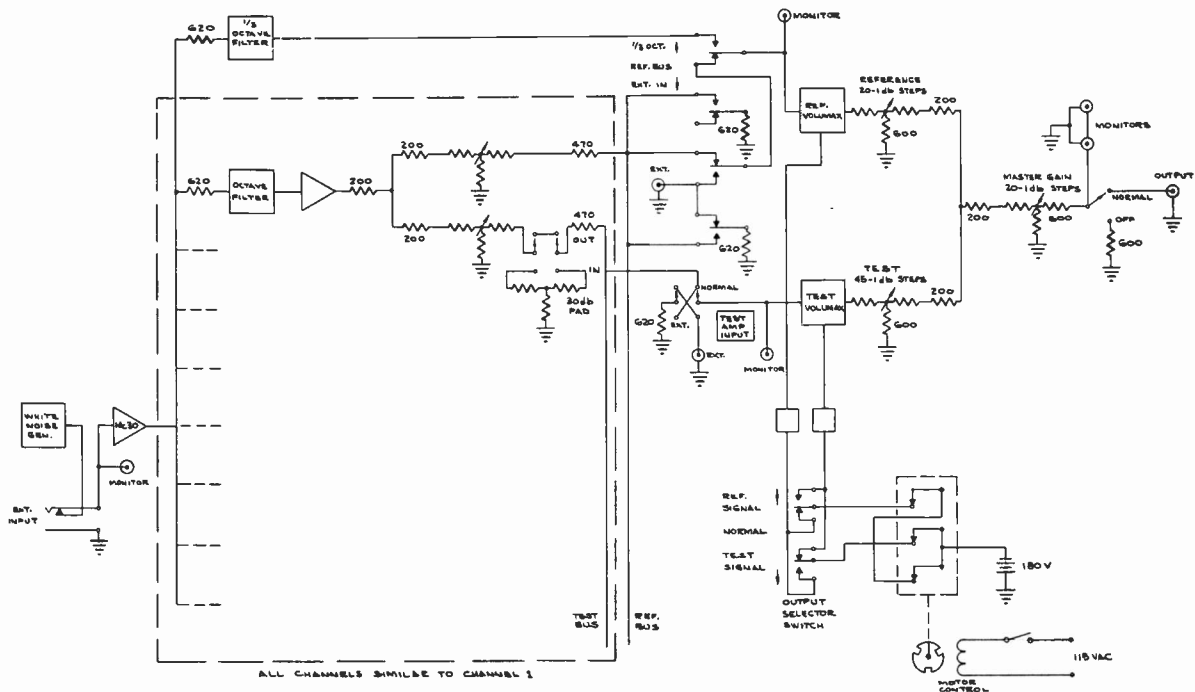 620
1/3
OCTAVE
FILTER
MONITOR
1/3 OCT.
REF. BUS
EXT. IN
620
REF.
VOLUMAX
REFERENCE
20-1db STEPS
200
600
MONITORS
620
OCTAVE
FILTER
200
200
470
EXT.
MASTER GAIN
20-1db STEPS
OUTPUT
NORMAL
200
600
OFF
600
200
470
OUT
620
IN
30db
PAD
NORMAL
620
EXT.
TEST
AMP
INPUT
EXT.
MONITOR
TEST
VOLUMAX
TEST
45-1db STEPS
200
600
WHITE
NOISE
GEN.
MONITOR
EXT.
INPUT
REF.
SIGNAL
NORMAL
TEST
SIGNAL
180 V
OUTPUT
SELECTOR
SWITCH
TEST
BUS
REF.
BUS
115 VAC
MOTOR
CONTROL
ALL CHANNELS SIMILAR TO CHANNEL 1